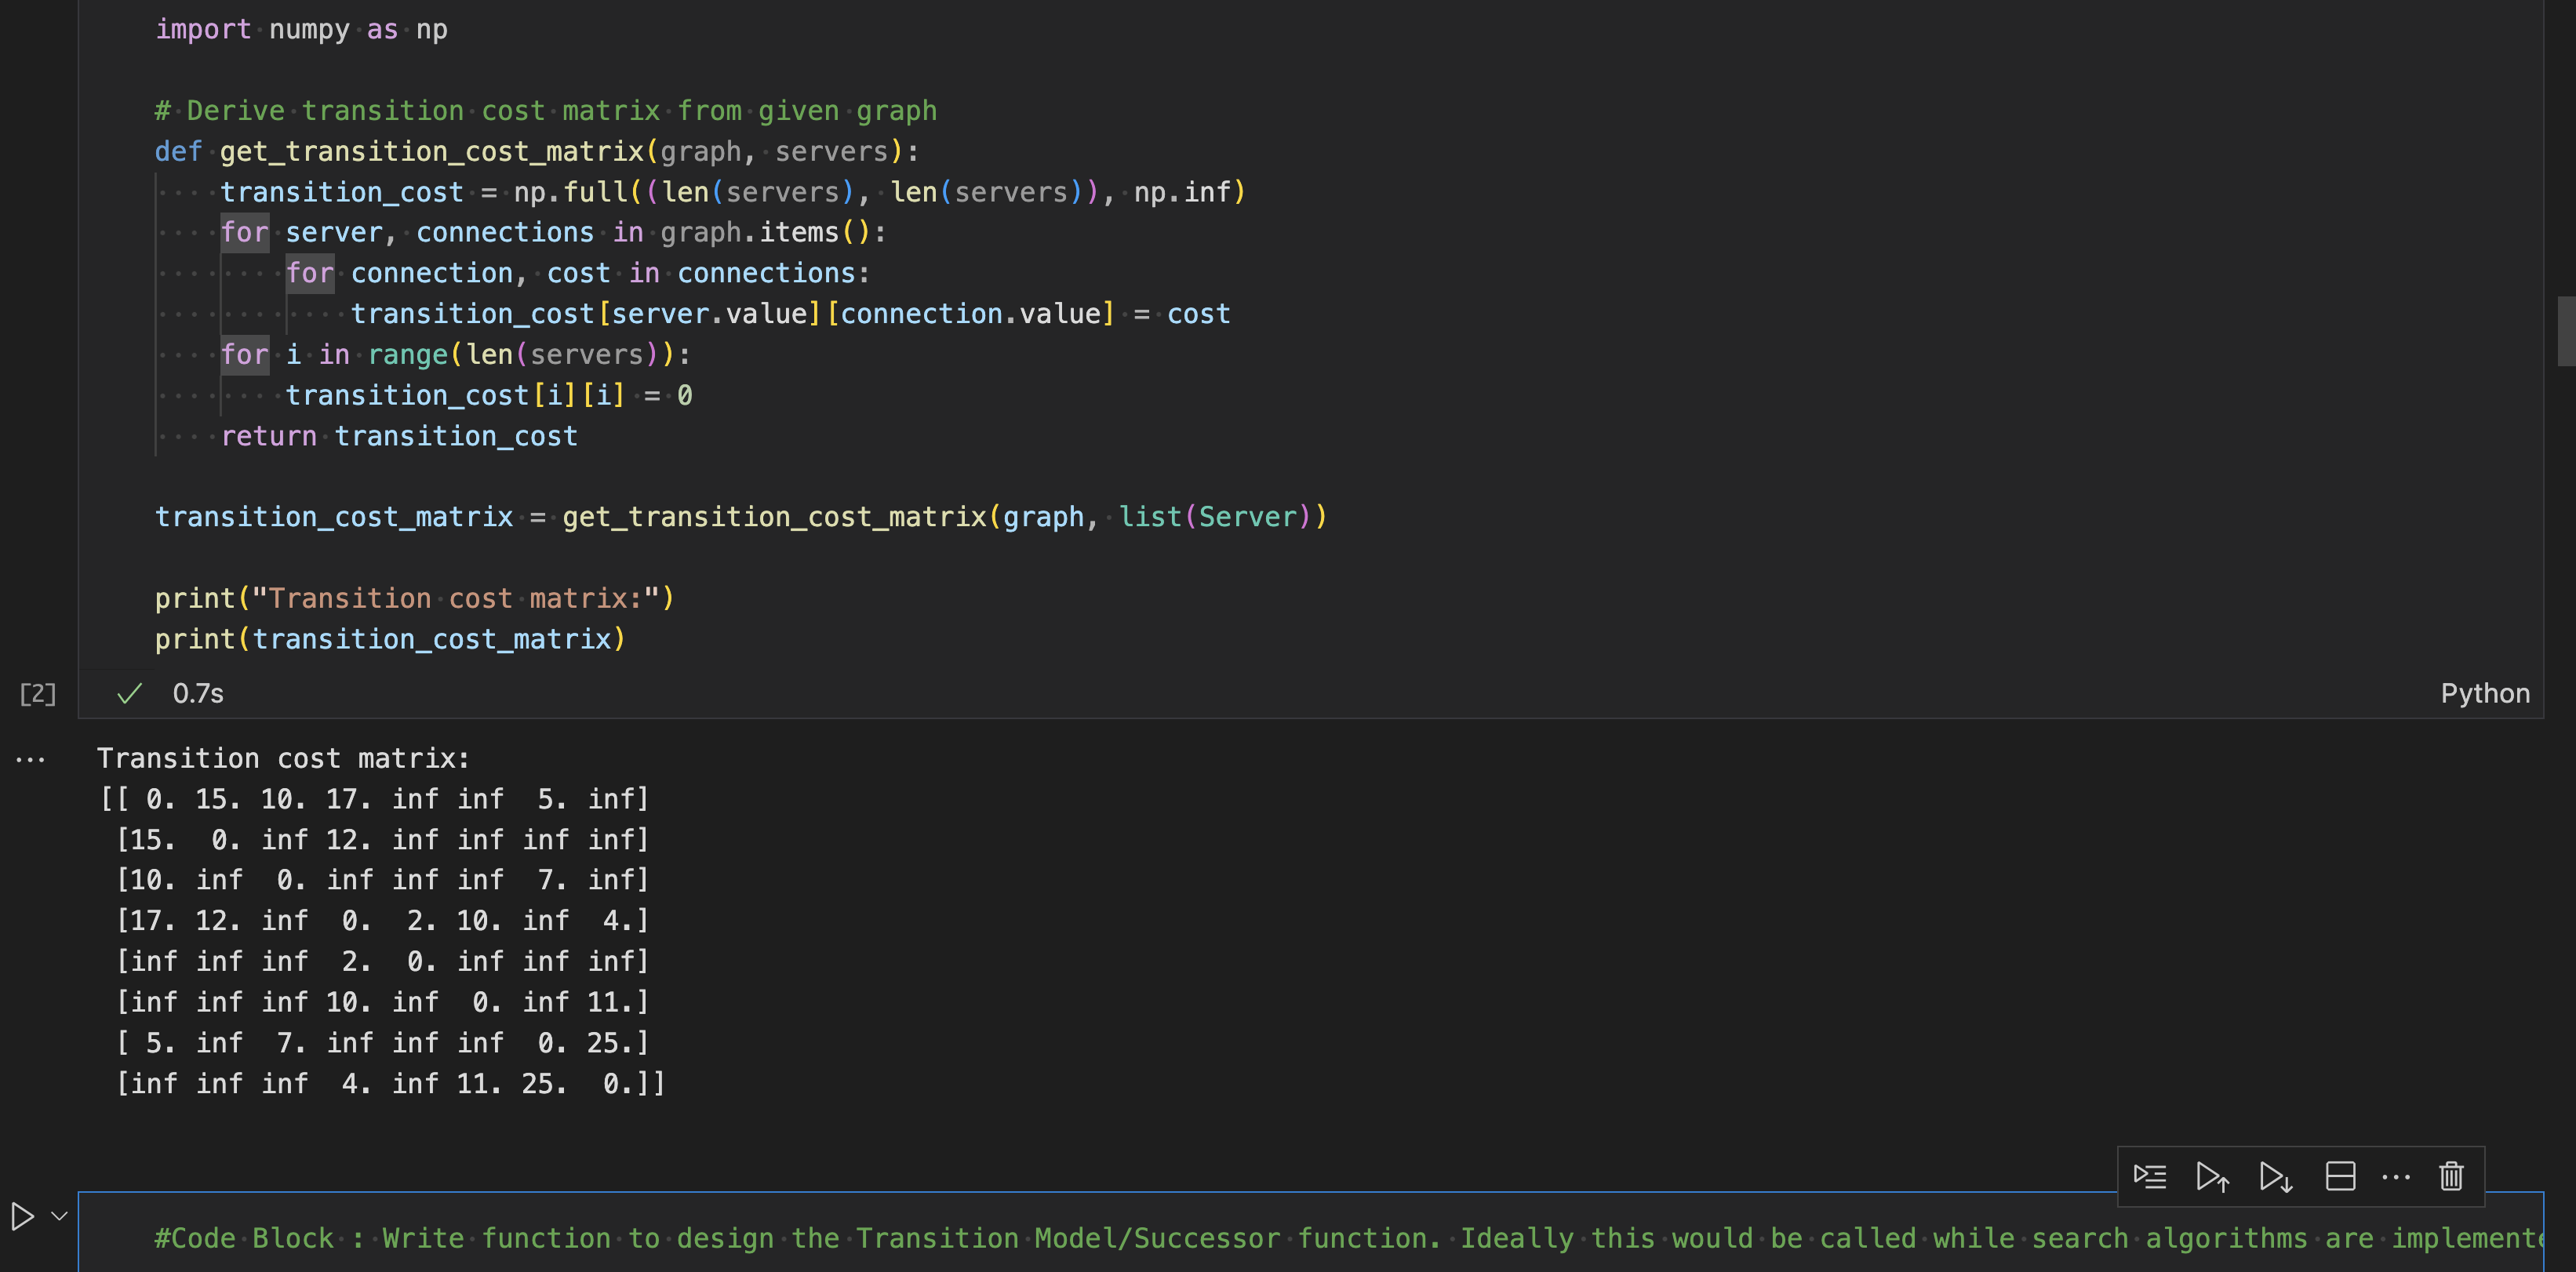 import numpy as np
# Derive transition cost matrix from given graph
def get_transition_cost_matrix(graph, servers):
    transition_cost = np.full((len(servers), len(servers)), np.inf)
    for server, connections in graph.items():
        for connection, cost in connections:
            transition_cost[server.value][connection.value] = cost
    for i in range(len(servers)):
        transition_cost[i][i] = 0
    return transition_cost
transition_cost_matrix = get_transition_cost_matrix(graph, list(Server))
print("Transition cost matrix:")
print(transition_cost_matrix)
[2] 0.7s Python
Transition cost matrix:
[[ 0. 15. 10. 17. inf inf  5. inf]
 [15.  0. inf 12. inf inf inf inf]
 [10. inf  0. inf inf inf  7. inf]
 [17. 12. inf  0.  2. 10. inf  4.]
 [inf inf inf  2.  0. inf inf inf]
 [inf inf inf 10. inf  0. inf 11.]
 [ 5. inf  7. inf inf inf  0. 25.]
 [inf inf inf  4. inf 11. 25.  0.]]
#Code Block : Write function to design the Transition Model/Successor function. Ideally this would be called while search algorithms are